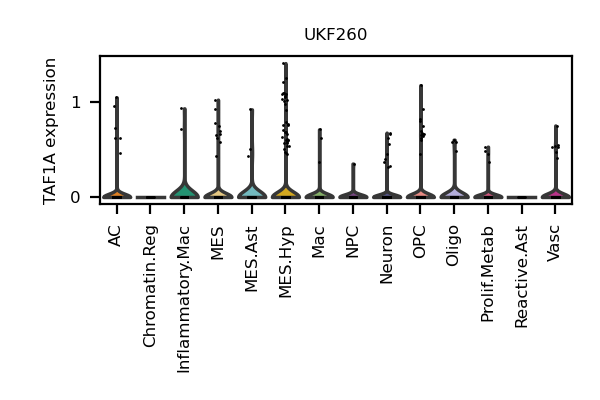 UKF260
TAF1A expression
1
0
AC
Chromatin.Reg
Inflammatory.Mac
MES
MES.Ast
MES.Hyp
Mac
NPC
Neuron
OPC
Oligo
Prolif.Metab
Reactive.Ast
Vasc